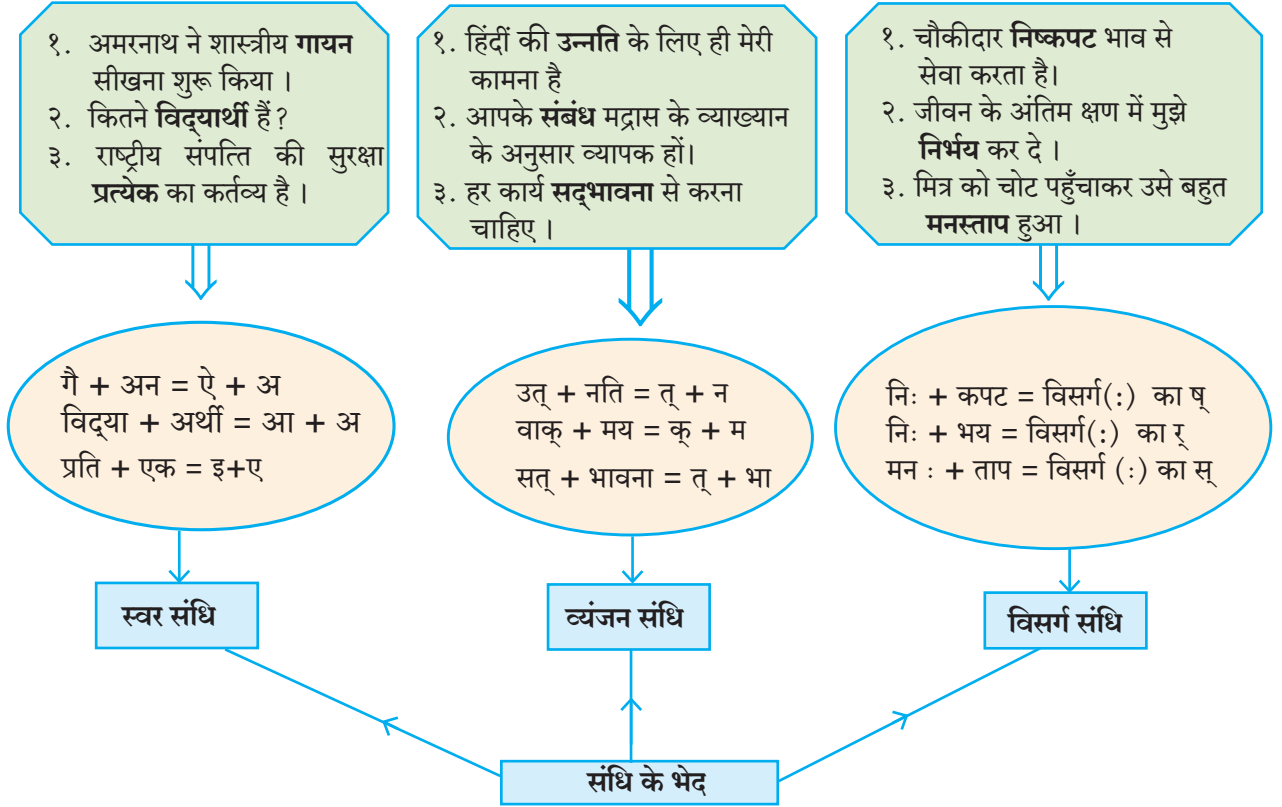 १. अमरनाथ ने शास्त्रीय गायन
सीखना शुरू किया ।
२. कितने विद्‌यार्थी हैं?
३. राष्ट्रीय संपत्ति की सुरक्षा
प्रत्येक का कर्तव्य है ।
१. हिंदीं की उन्नति के लिए ही मेरी
कामना है
२. आपके संबंध मद्रास के व्याख्यान
के अनुसार व्यापक हों।
३. हर कार्य सद्‌भावना से करना
चाहिए ।
१. चौकीदार निष्कपट भाव से
सेवा करता है।
२. जीवन के अंतिम क्षण में मुझे
निर्भय कर दे ।
३. मित्र को चोट पहुँचाकर उसे बहुत
मनस्ताप हुआ ।
गै + अन = ऐ + अ
विद्‌या + अर्थी = आ + अ
प्रति + एक = इ+ए
उत् + नति = त् + न
वाक् + मय = क् + म
सत् + भावना = त् + भा
निः + कपट = विसर्ग(ः) का ष्
निः + भय = विसर्ग(ः) का र्
मन ः + ताप = विसर्ग (ः) का स्
स्वर संधि
व्यंजन संधि
विसर्ग संधि
संधि के भेद